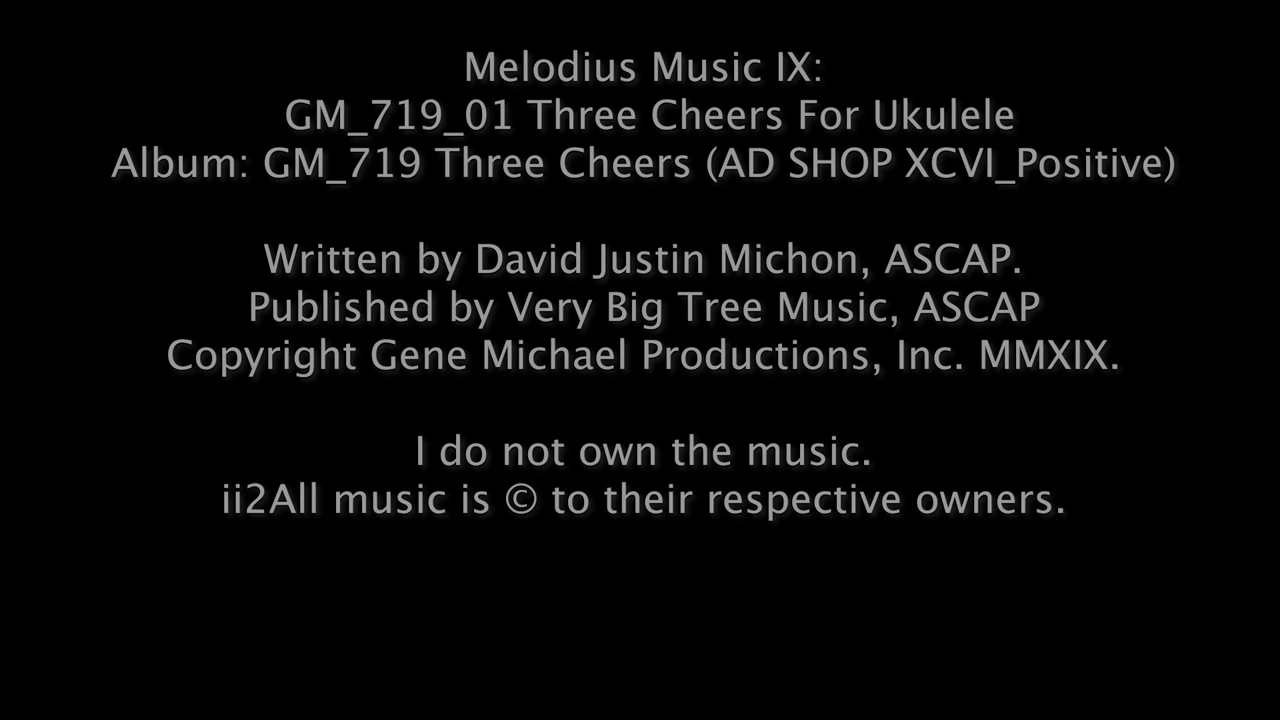 Melodius Music IX:
GM_719_01 Three Cheers For Ukulele
Album: GM_719 Three Cheers (AD SHOP XCVI_Positive)
Written by David Justin Michon, ASCAP.
Published by Very Big Tree Music, ASCAP
Copyright Gene Michael Productions, Inc. MMXIX.
I do not own the music.
ii2All music is © to their respective owners.